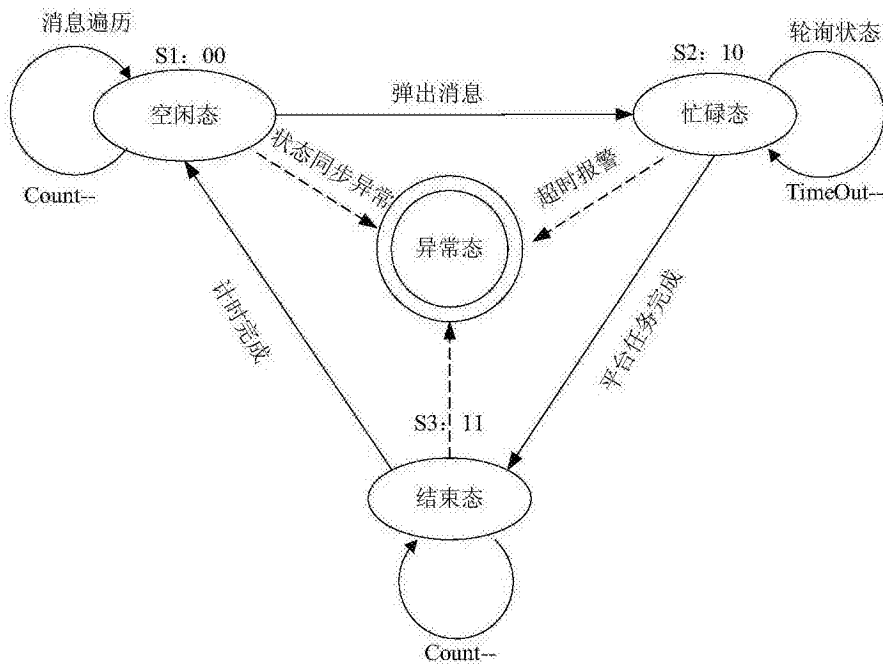 消息遍历
S1：00
S2：10
轮询状态
空闲态
弹出消息
忙碌态
Count--
状态同步异常
超时报警
TimeOut--
异常态
计时完成
平台任务完成
S3：11
结束态
Count--